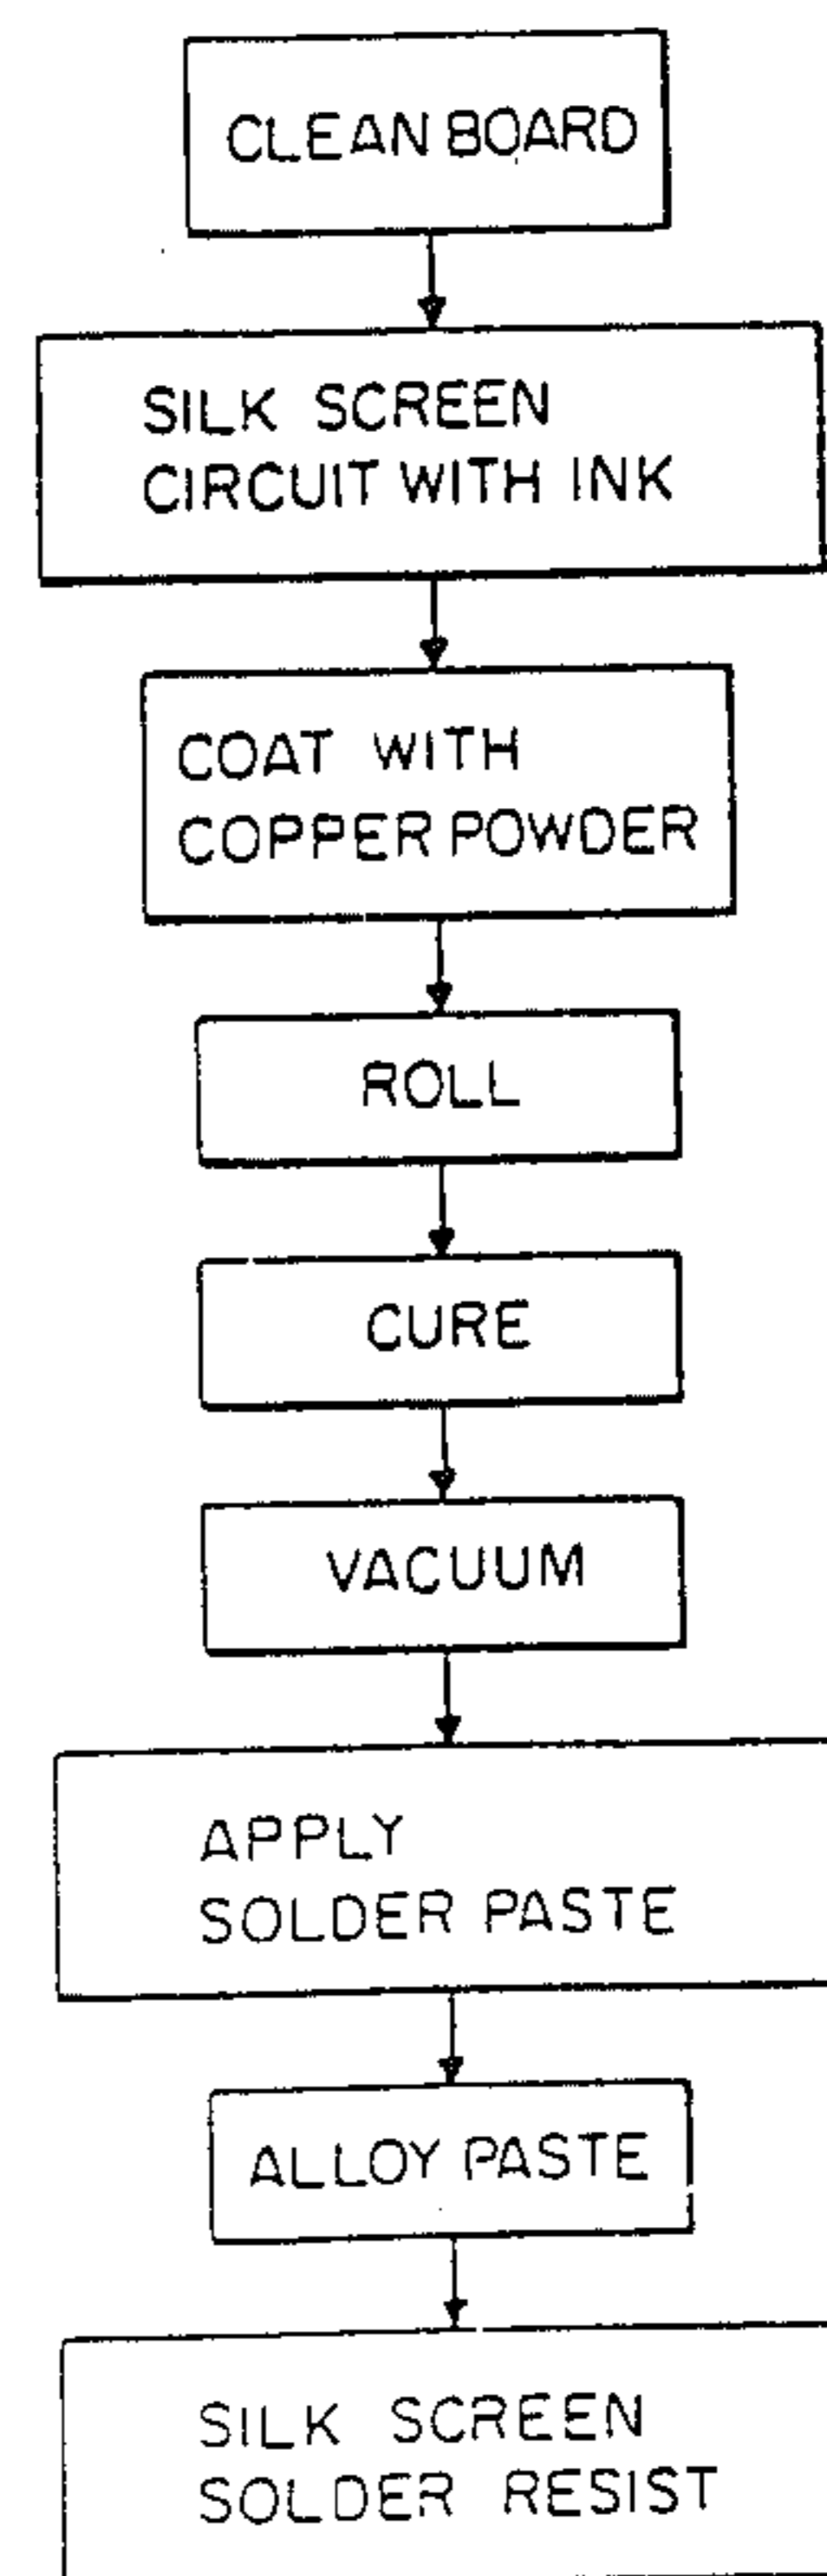 CLEAN BOARD
SILK SCREEN
CIRCUIT WITH INK
COAT WITH
COPPER POWDER
ROLL
CURE
VACUUM
APPLY
SOLDER PASTE
ALLOY PASTE
SILK SCREEN
SOLDER RESIST